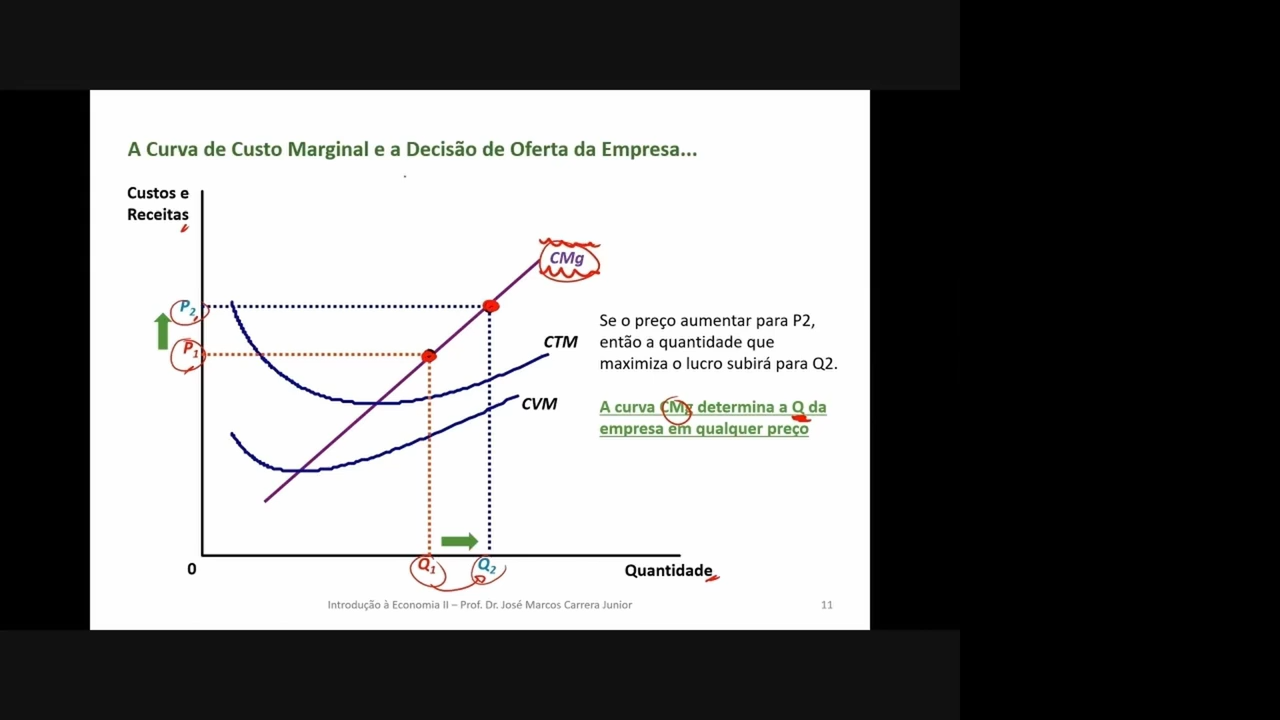 A Curva de Custo Marginal e a Decisão de Oferta da Empresa...
Custos e
Receitas
CMg
P2
P1
CTM
CVM
Se o preço aumentar para P2,
então a quantidade que
maximiza o lucro subirá para Q2.
A curva CMg determina a Q da
empresa em qualquer preço
0
Q1
Q2
Quantidade
Introdução à Economia II – Prof. Dr. José Marcos Carrera Junior
11